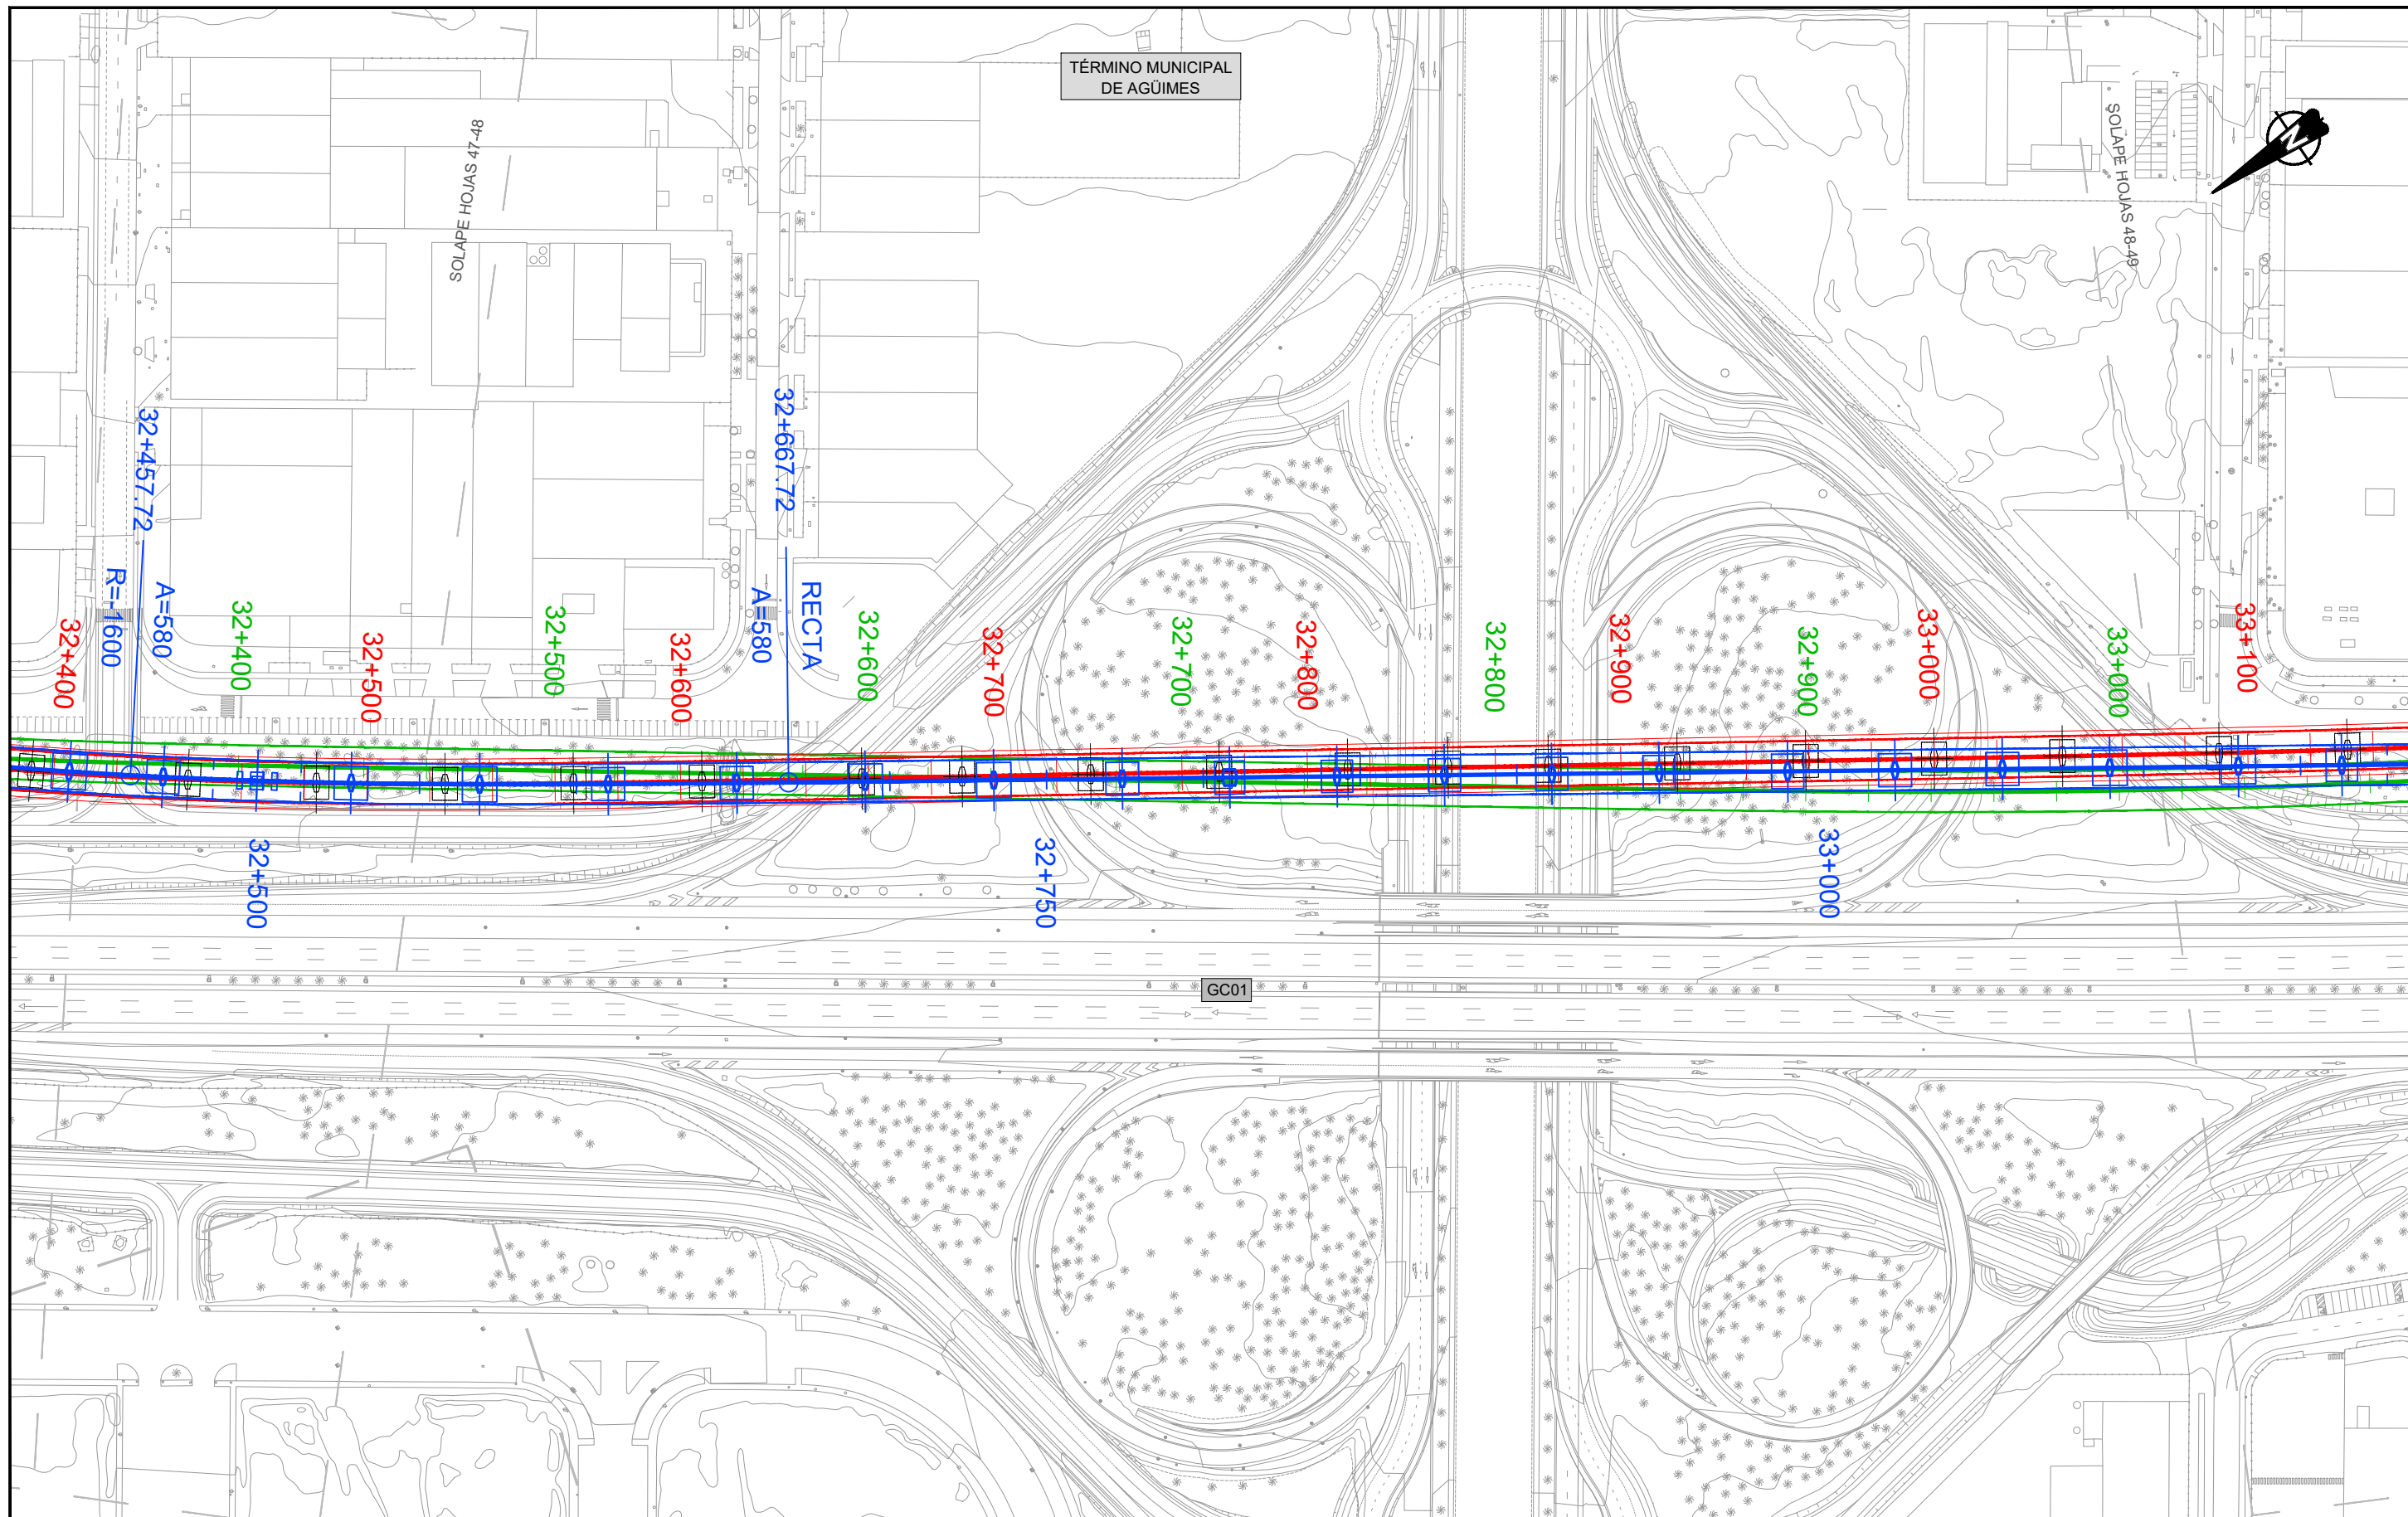 TÉRMINO MUNICIPAL
DE AGÜIMES
SOLAPE HOJAS 47-48
SOLAPE HOJAS 48-49
N
32+457.72
32+667.72
R=-1600
A=580
A=580
RECTA
32+400
32+400
32+500
32+500
32+600
32+600
32+700
32+700
32+800
32+800
32+900
32+900
33+000
33+000
33+100
32+500
32+750
33+000
GC01